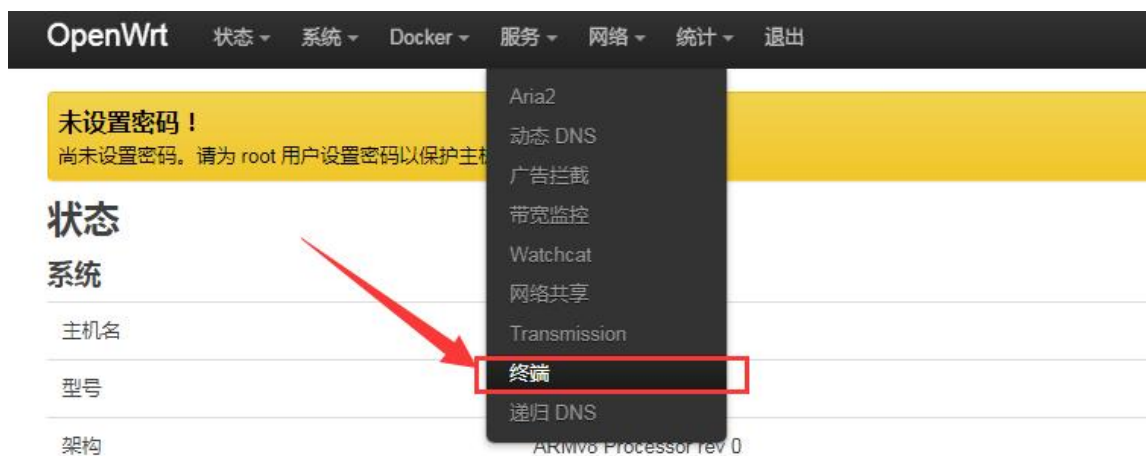 OpenWrt 状态 系统 Docker 服务 网络 统计 退出
Aria2
未设置密码！
动态 DNS
尚未设置密码。请为 root 用户设置密码以保护主机
广告拦截
状态
带宽监控
Watchcat
系统
网络共享
主机名
Transmission
终端
型号
递归 DNS
架构 ARMv8 Processor rev 0